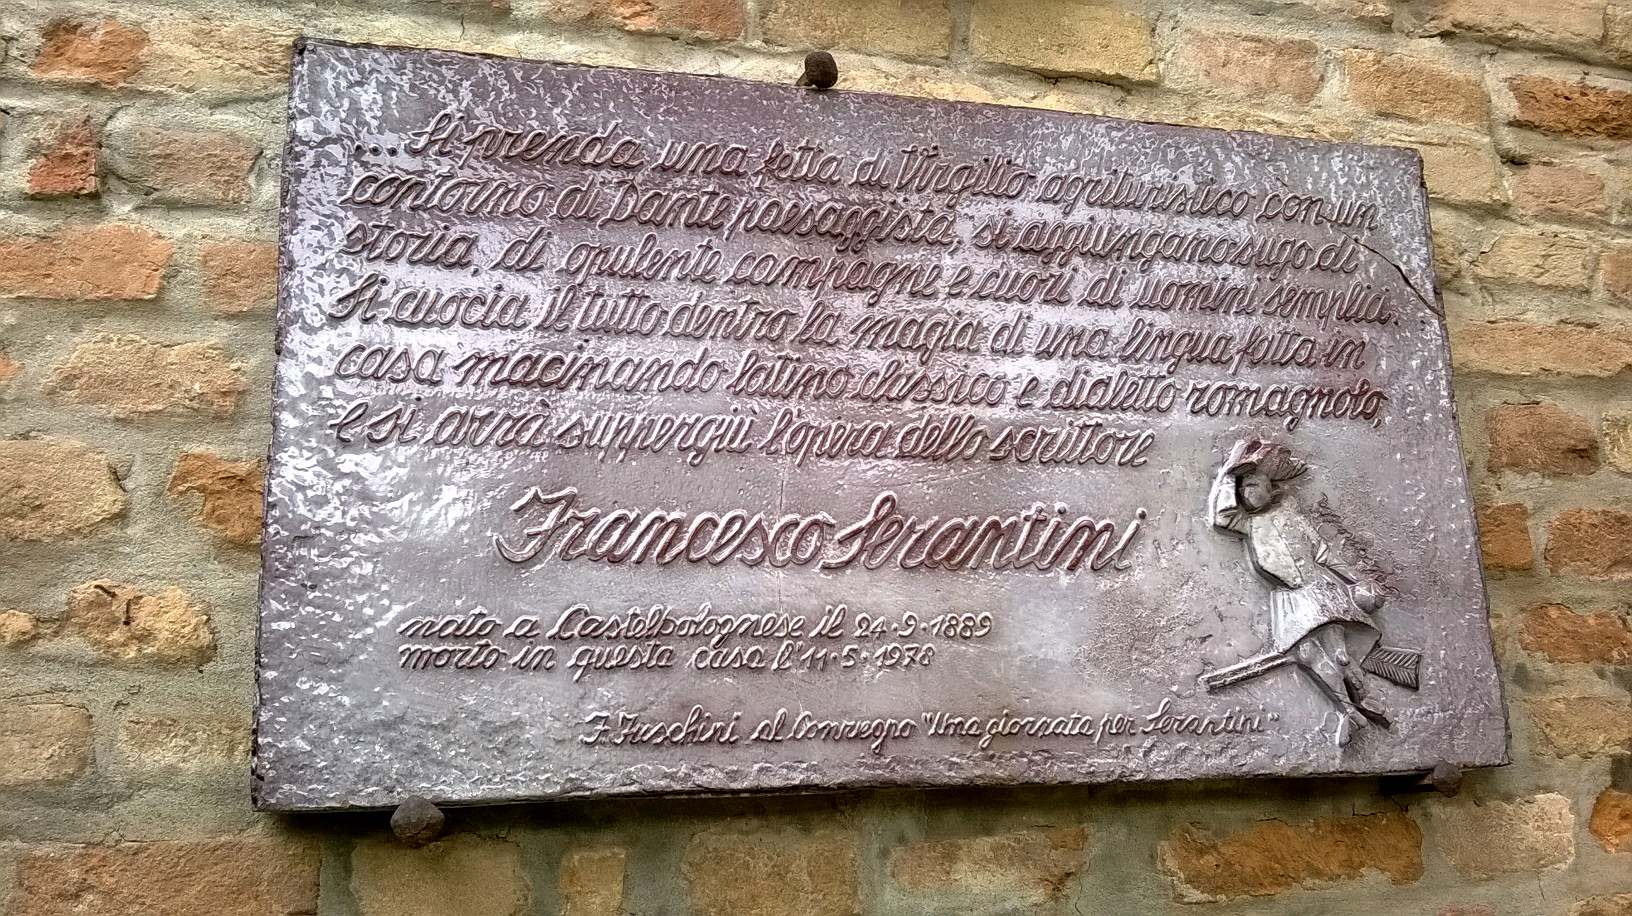 ...Si prenda una fetta di Virgilio agrituristico con un
contorno di Dante paesaggista, si aggiungano sugo di
storia, di opulente campagne e cuori di uomini semplici.
Si cuocia il tutto dentro la magia di una lingua fatta in
casa macinando latino classico e dialetto romagnolo,
e si avrà suppergiù l'opera dello scrittore
Francesco Serantini
nato a Castelbolognese il 24.9.1889
morto in questa casa l'11.5.1978
F. Fuschini al Convegno "Una giornata per Serantini"